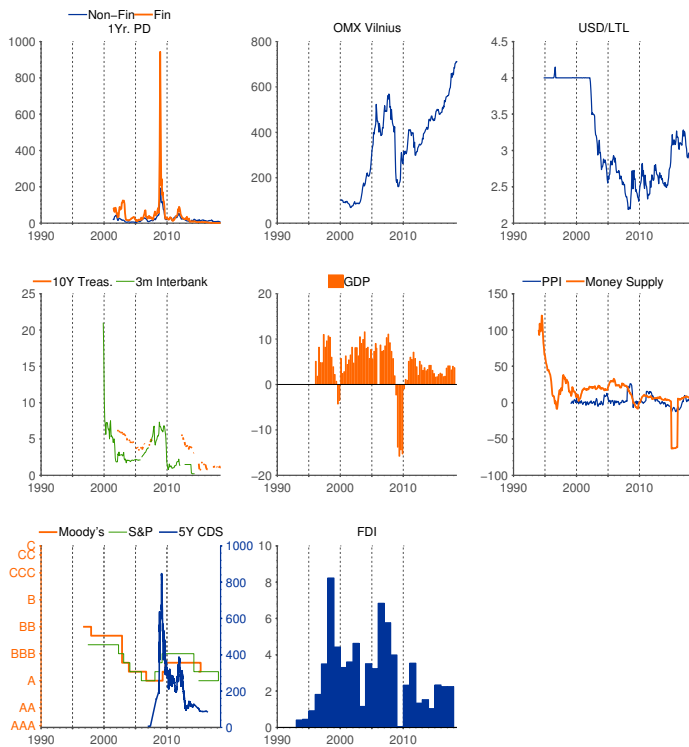 Non-Fin Fin
1Yr. PD
1000
800
600
400
200
0
1990 2000 2010
OMX Vilnius
800
600
400
200
0
1990 2000 2010
USD/LTL
4.5
4
3.5
3
2.5
2
1990 2000 2010
10Y Treas. 3m Interbank
25
20
15
10
5
0
1990 2000 2010
GDP
20
10
0
−10
−20
1990 2000 2010
PPI Money Supply
150
100
50
0
−50
−100
1990 2000 2010
Moody's S&P 5Y CDS
C
CC
CCC
B
BB
BBB
A
AA
AAA
1000
800
600
400
200
0
1990 2000 2010
FDI
10
8
6
4
2
0
1990 2000 2010